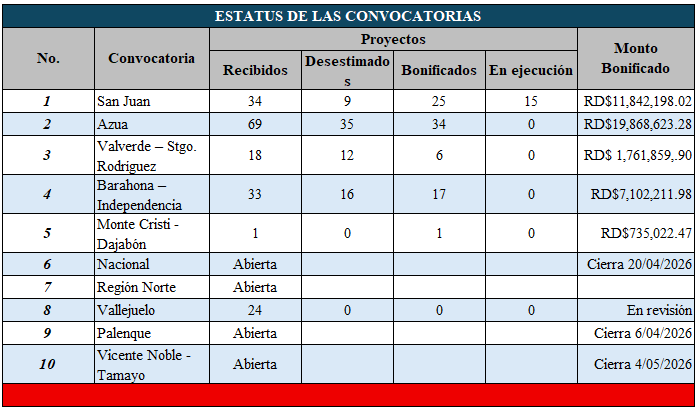 ESTATUS DE LAS CONVOCATORIAS
No. Convocatoria Proyectos Monto Bonificado
Recibidos Desestimados Bonificados En ejecución
1 San Juan 34 9 25 15 RD$11,842,198.02
2 Azua 69 35 34 0 RD$19,868,623.28
3 Valverde – Stgo. Rodríguez 18 12 6 0 RD$ 1,761,859,.90
4 Barahona – Independencia 33 16 17 0 RD$7,102,211.98
5 Monte Cristi - Dajabón 1 0 1 0 RD$735,022.47
6 Nacional Abierta Cierra 20/04/2026
7 Región Norte Abierta
8 Vallejuelo 24 0 0 0 En revisión
9 Palenque Abierta Cierra 6/04/2026
10 Vicente Noble - Tamayo Abierta Cierra 4/05/2026